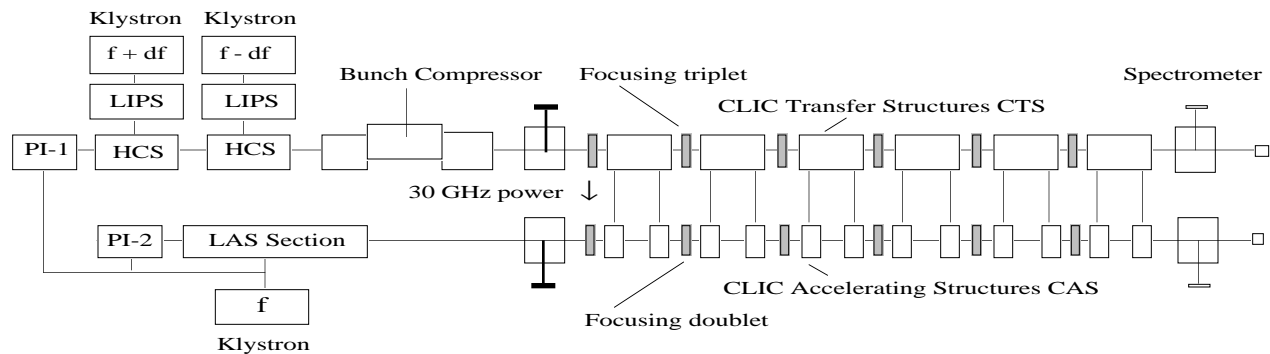 Klystron Klystron
f + df f - df
Bunch Compressor Focusing triplet Spectrometer
LIPS LIPS CLIC Transfer Structures CTS
PI-1 HCS HCS
30 GHz power
PI-2 LAS Section
CLIC Accelerating Structures CAS
f
Focusing doublet
Klystron